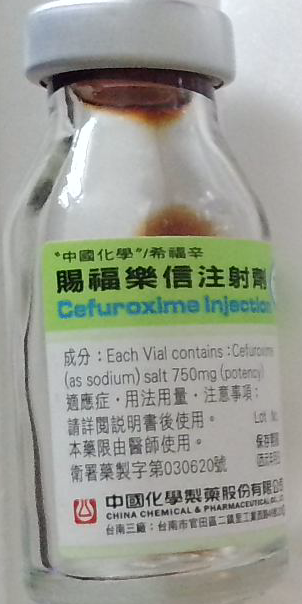 "中國化學"/希福辛
賜福樂信注射劑
Cefuroxime Injection
成分：Each Vial contains：Cefuroxime
(as sodium) salt 750mg (potency)
適應症・用法用量・注意事項：
請詳閱說明書後使用。 Lot No.
本藥限由醫師使用。 保存期限
衛署藥製字第030620號
中國化學製藥股份有限公司
CHINA CHEMICAL & PHARMACEUTICAL CO.
台南三廠：台南市官田區二鎮里工業西路